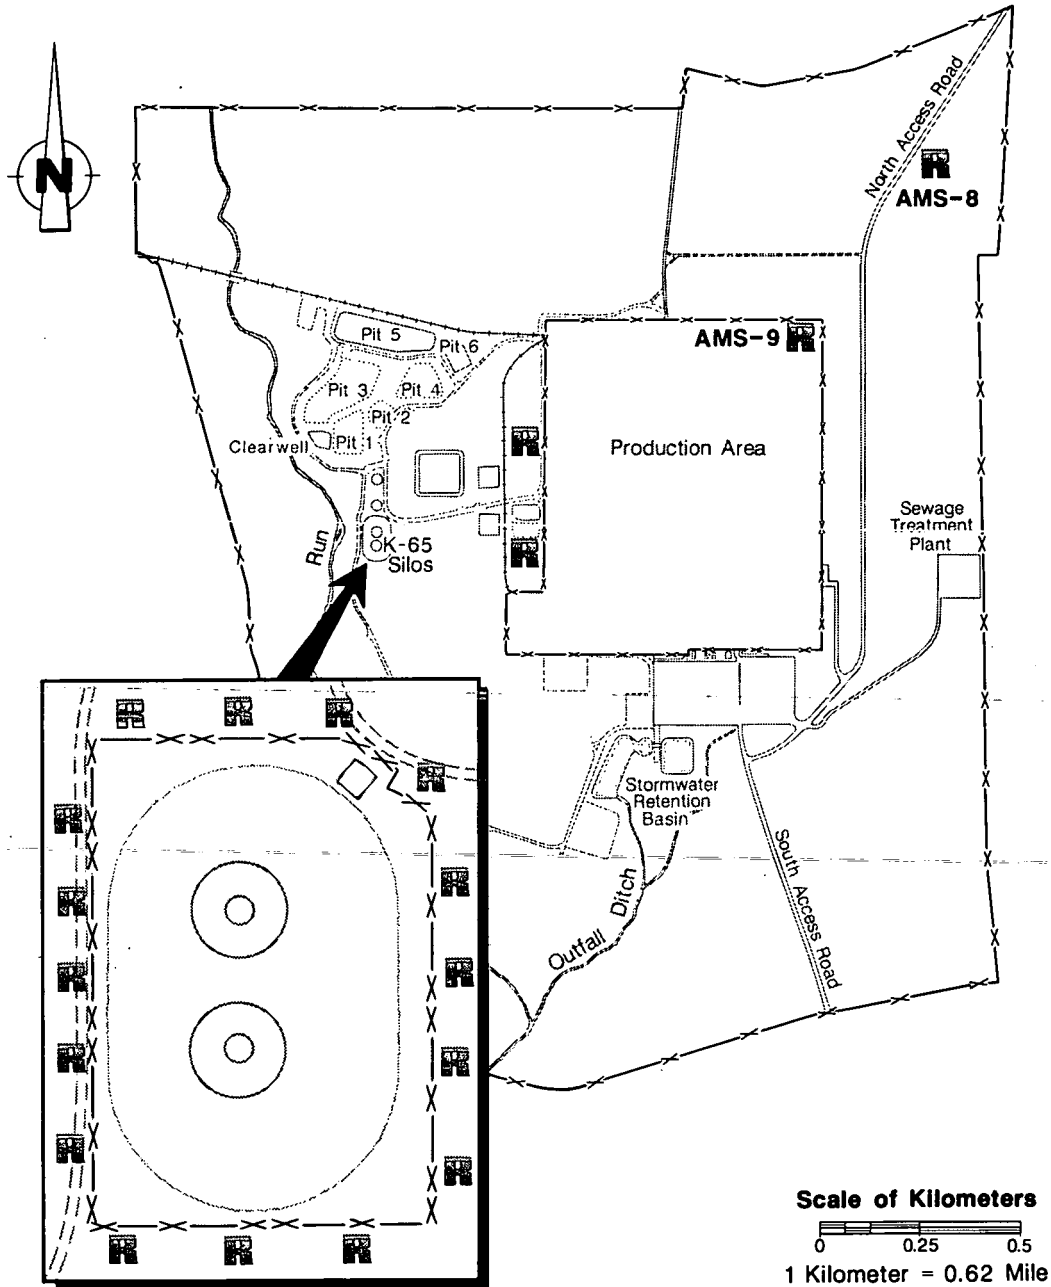 North Access Road
N
R
AMS-8
Pit 5
AMS-9
R
Pit 6
Pit 3
Pit 4
Pit 2
Clearwell
Pit 1
R
Production Area
Sewage
Treatment
Plant
Run
K-65
Silos
R
R
R
R
R
Stormwater
Retention
Basin
R
South Access Road
R
R
Outfall Ditch
R
R
R
R
R
R
R
R
R
R
Scale of Kilometers
0 0.25 0.5
1 Kilometer = 0.62 Mile